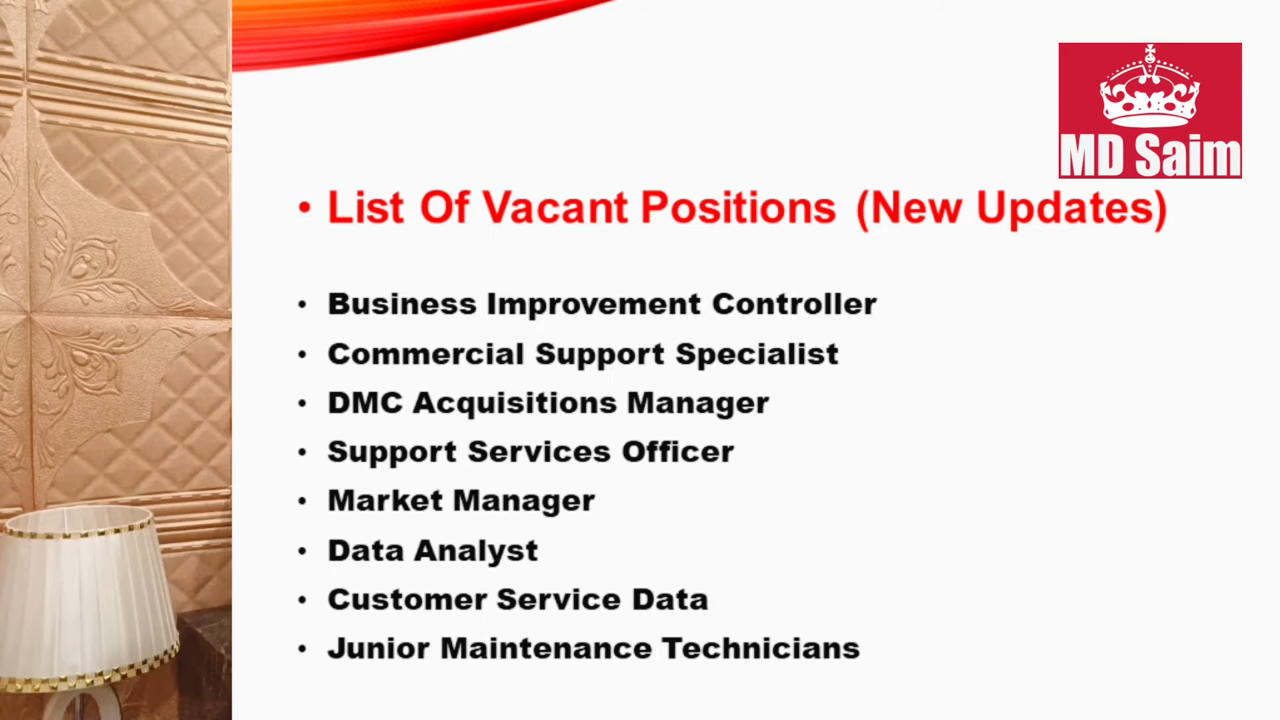 MD Saim
• List Of Vacant Positions (New Updates)
• Business Improvement Controller
• Commercial Support Specialist
• DMC Acquisitions Manager
• Support Services Officer
• Market Manager
• Data Analyst
• Customer Service Data
• Junior Maintenance Technicians